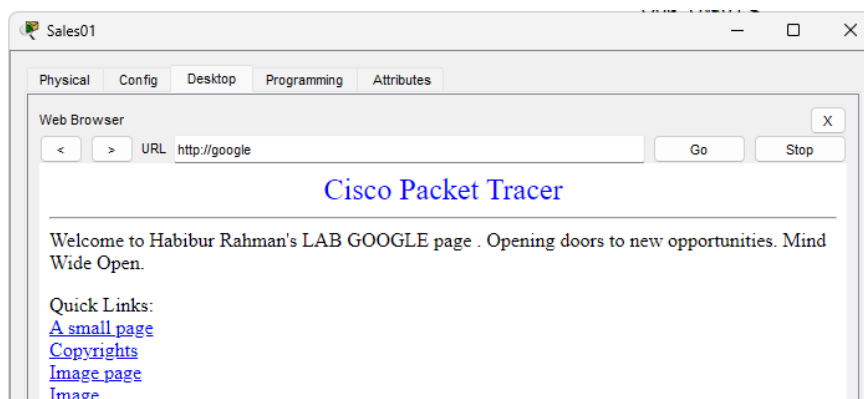 Sales01
Physical Config Desktop Programming Attributes
Web Browser X
< > URL http://google Go Stop
Cisco Packet Tracer
Welcome to Habibur Rahman's LAB GOOGLE page . Opening doors to new opportunities. Mind
Wide Open.
Quick Links:
A small page
Copyrights
Image page
Image